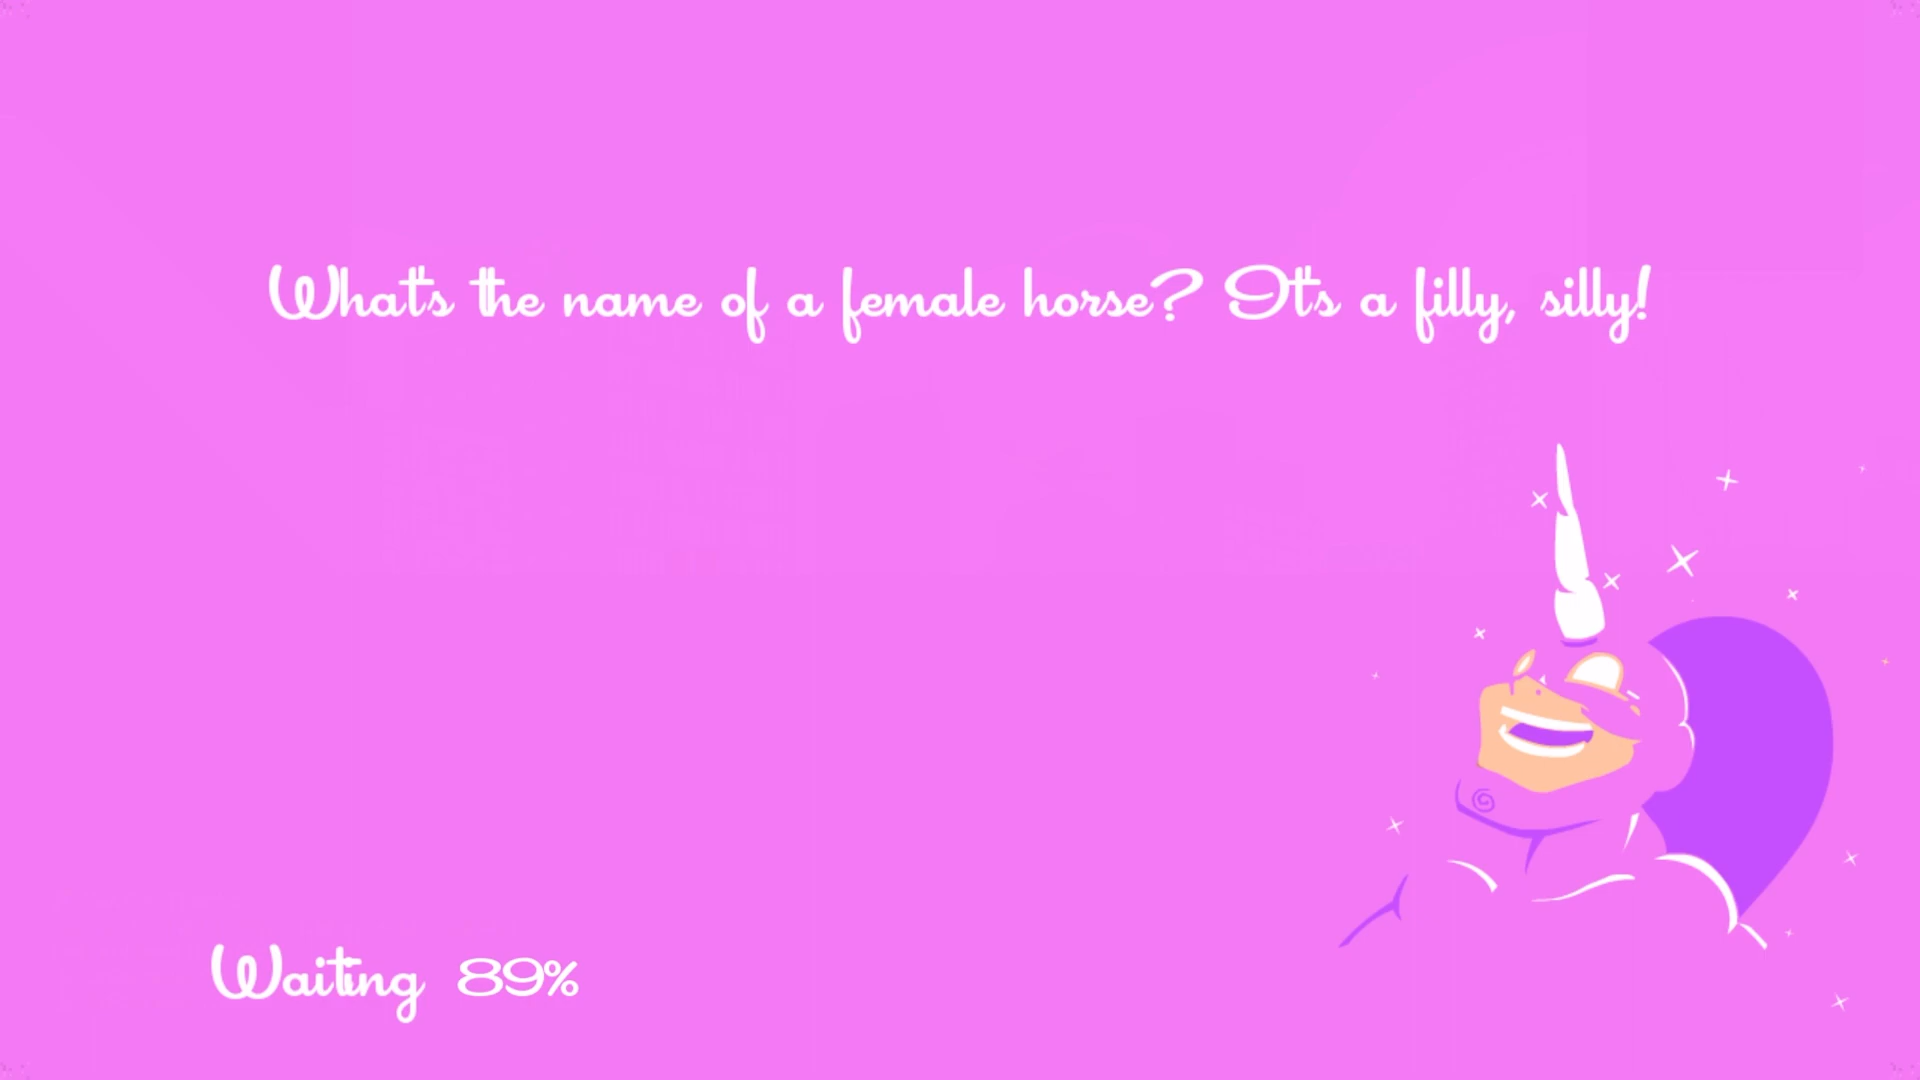 What's the name of a female horse? It's a filly, silly!
Waiting 89%